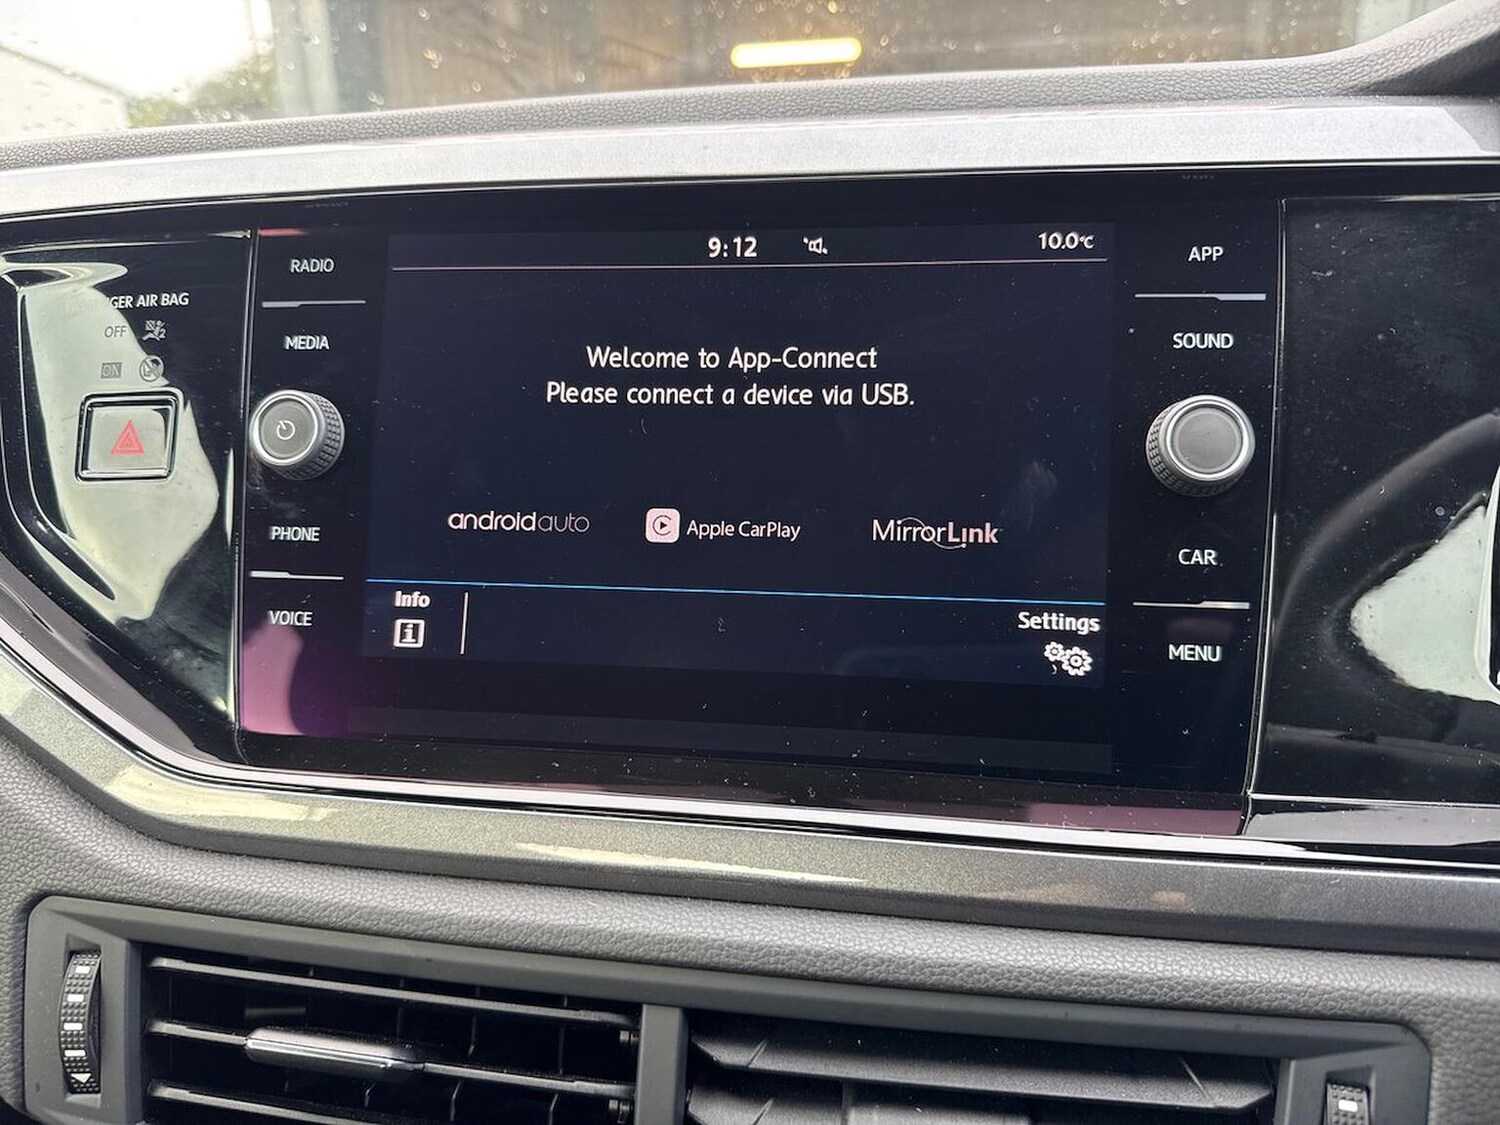 9:12
10.0°C
RADIO
MEDIA
PHONE
VOICE
GER AIR BAG
OFF
ON
Welcome to App-Connect
Please connect a device via USB.
androidauto
Apple CarPlay
MirrorLink
Info
Settings
APP
SOUND
CAR
MENU